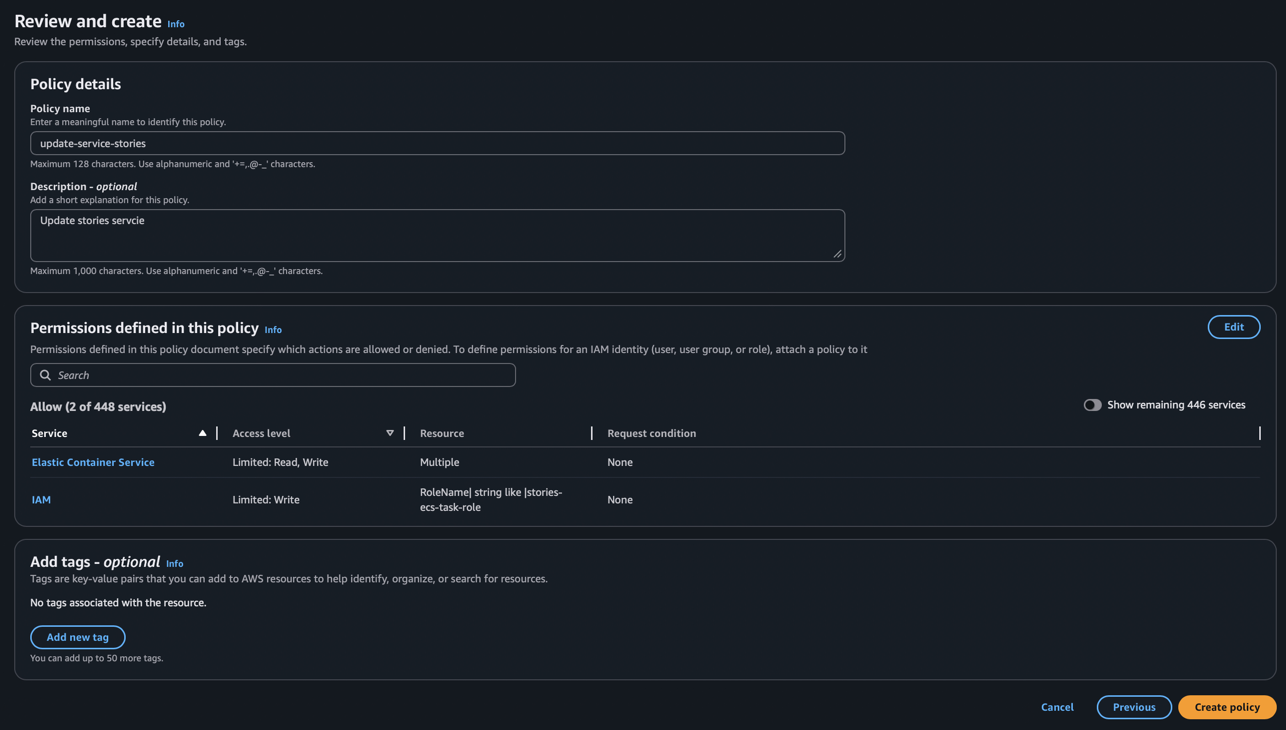 Review and create Info
Review the permissions, specify details, and tags.
Policy details
Policy name
Enter a meaningful name to identify this policy.
update-service-stories
Maximum 128 characters. Use alphanumeric and '+=,.@-_' characters.
Description - optional
Add a short explanation for this policy.
Update stories servcie
Maximum 1,000 characters. Use alphanumeric and '+=,.@-_' characters.
Permissions defined in this policy Info
Edit
Permissions defined in this policy document specify which actions are allowed or denied. To define permissions for an IAM identity (user, user group, or role), attach a policy to it
Search
Allow (2 of 448 services)
Show remaining 446 services
Service Access level Resource Request condition
Elastic Container Service Limited: Read, Write Multiple None
IAM Limited: Write RoleName| string like |stories-
ecs-task-role None
Add tags - optional Info
Tags are key-value pairs that you can add to AWS resources to help identify, organize, or search for resources.
No tags associated with the resource.
Add new tag
You can add up to 50 more tags.
Cancel Previous Create policy